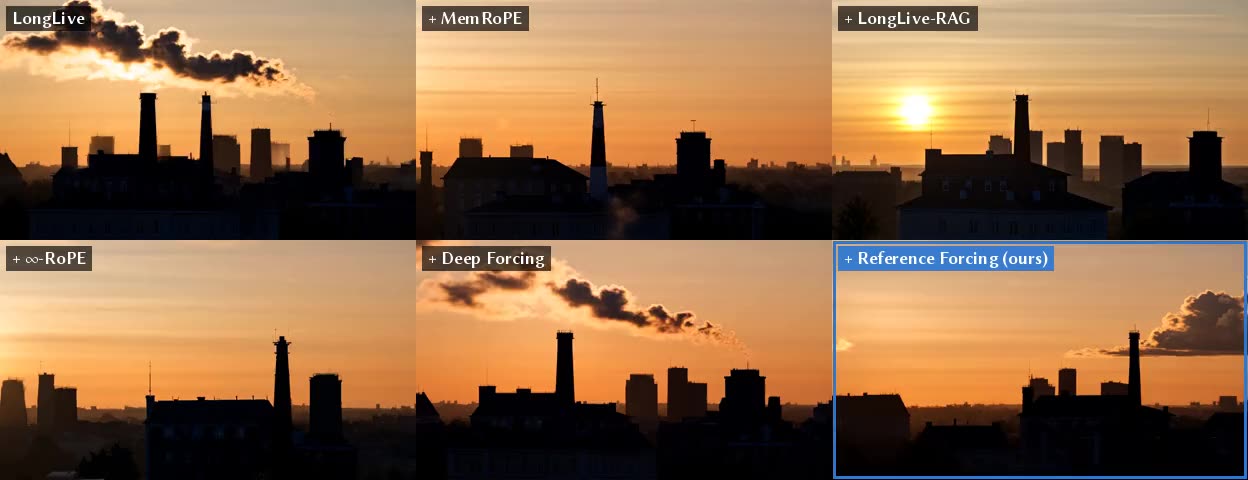 LongLive
+ MemRoPE
+ LongLive-RAG
+ ∞-RoPE
+ Deep Forcing
+ Reference Forcing (ours)